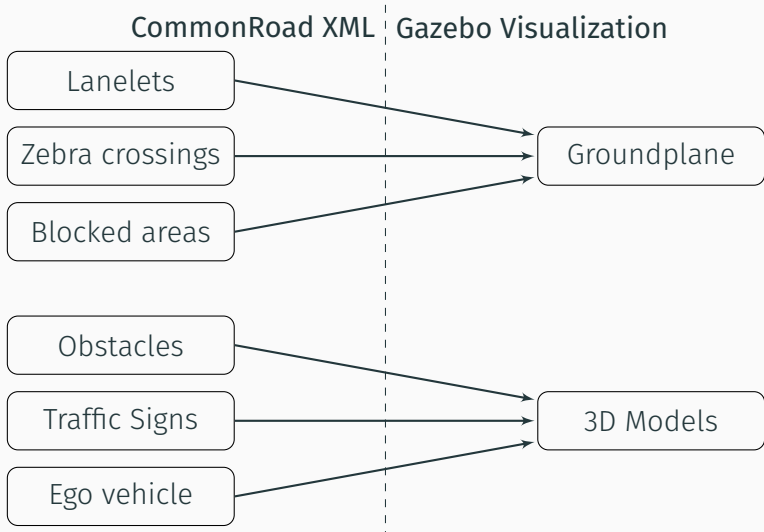 CommonRoad XML
Gazebo Visualization
Lanelets
Zebra crossings
Blocked areas
Groundplane
Obstacles
Traffic Signs
Ego vehicle
3D Models